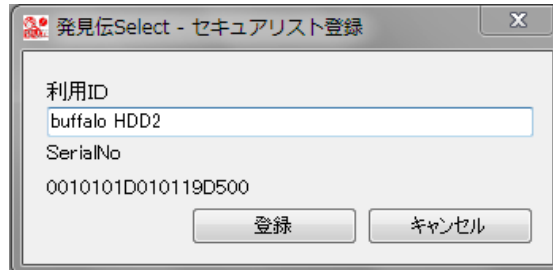 発見伝Select - セキュアリスト登録
利用ID
buffalo HDD2
SerialNo
0010101D010119D500
登録
キャンセル